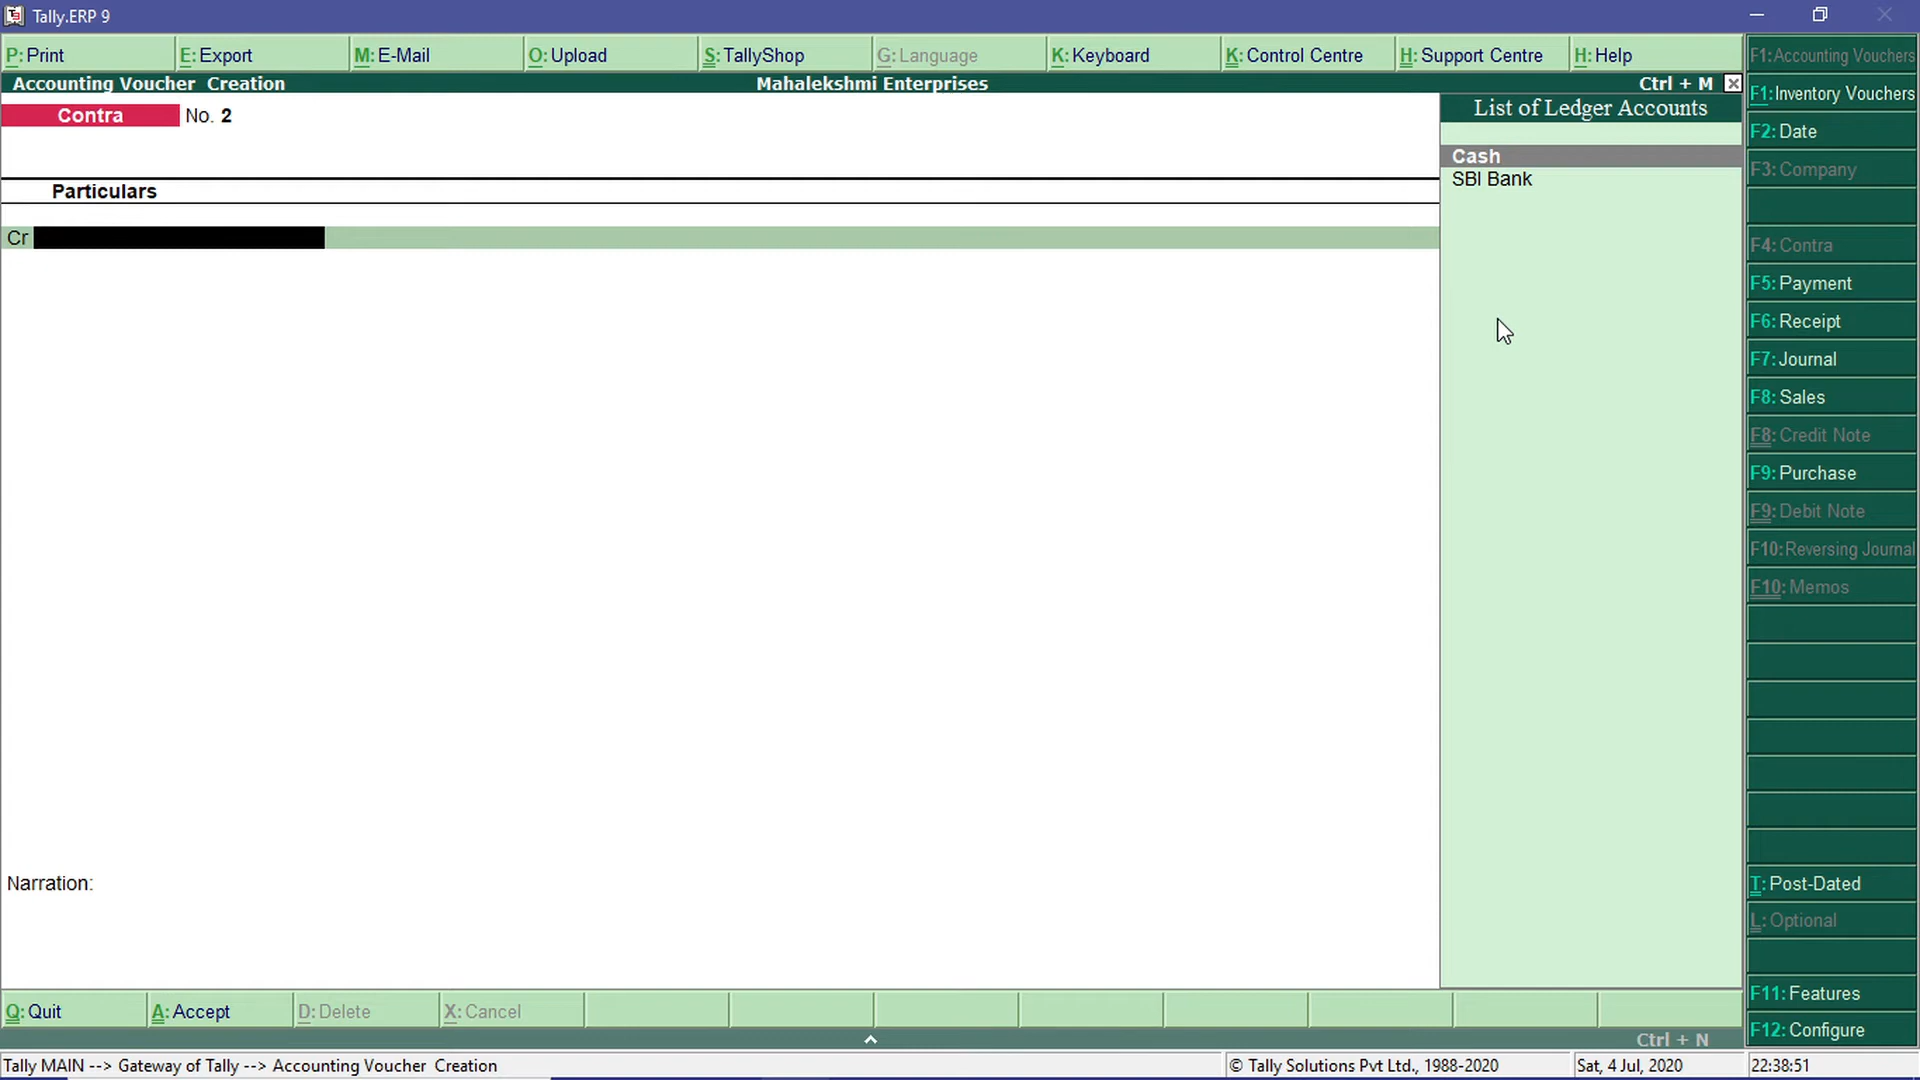 Tally.ERP 9
P: Print E: Export M: E-Mail O: Upload S: TallyShop G: Language K: Keyboard K: Control Centre H: Support Centre H: Help
Accounting Voucher Creation Mahalekshmi Enterprises Ctrl + M
Contra No. 2
Particulars
Cr
Narration:
List of Ledger Accounts
Cash
SBI Bank
F1: Accounting Vouchers
F1: Inventory Vouchers
F2: Date
F3: Company
F4: Contra
F5: Payment
F6: Receipt
F7: Journal
F8: Sales
F8: Credit Note
F9: Purchase
F9: Debit Note
F10: Reversing Journal
F10: Memos
T: Post-Dated
L: Optional
F11: Features
F12: Configure
Q: Quit A: Accept D: Delete X: Cancel
Ctrl + N
Tally MAIN --> Gateway of Tally --> Accounting Voucher Creation © Tally Solutions Pvt Ltd., 1988-2020 Sat, 4 Jul, 2020 22:38:51